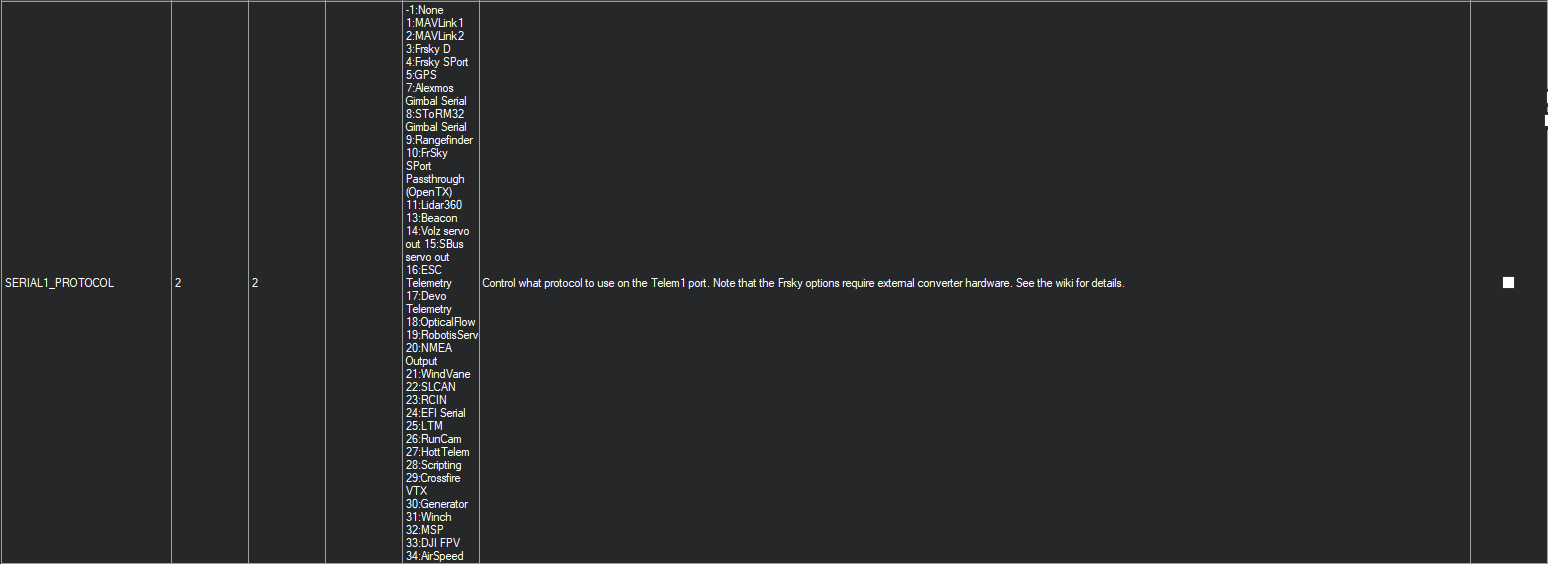 -1:None
1:MAVLink1
2:MAVLink2
3:Frsky D
4:Frsky SPort
5:GPS
7:Alexmos
Gimbal Serial
8:SToRM32
Gimbal Serial
9:Rangefinder
10:FrSky
SPort
Passthrough
(OpenTX)
11:Lidar360
13:Beacon
14:Volz servo
out 15:SBus
servo out
16:ESC
Telemetry
17:Devo
Telemetry
18:OpticalFlow
19:RobotisServ
20:NMEA
Output
21:WindVane
22:SLCAN
23:RCIN
24:EFI Serial
25:LTM
26:RunCam
27:HottTelem
28:Scripting
29:Crossfire
VTX
30:Generator
31:Winch
32:MSP
33:DJI FPV
34:AirSpeed
SERIAL1_PROTOCOL 2 2 Control what protocol to use on the Telem1 port. Note that the Frsky options require external converter hardware. See the wiki for details.